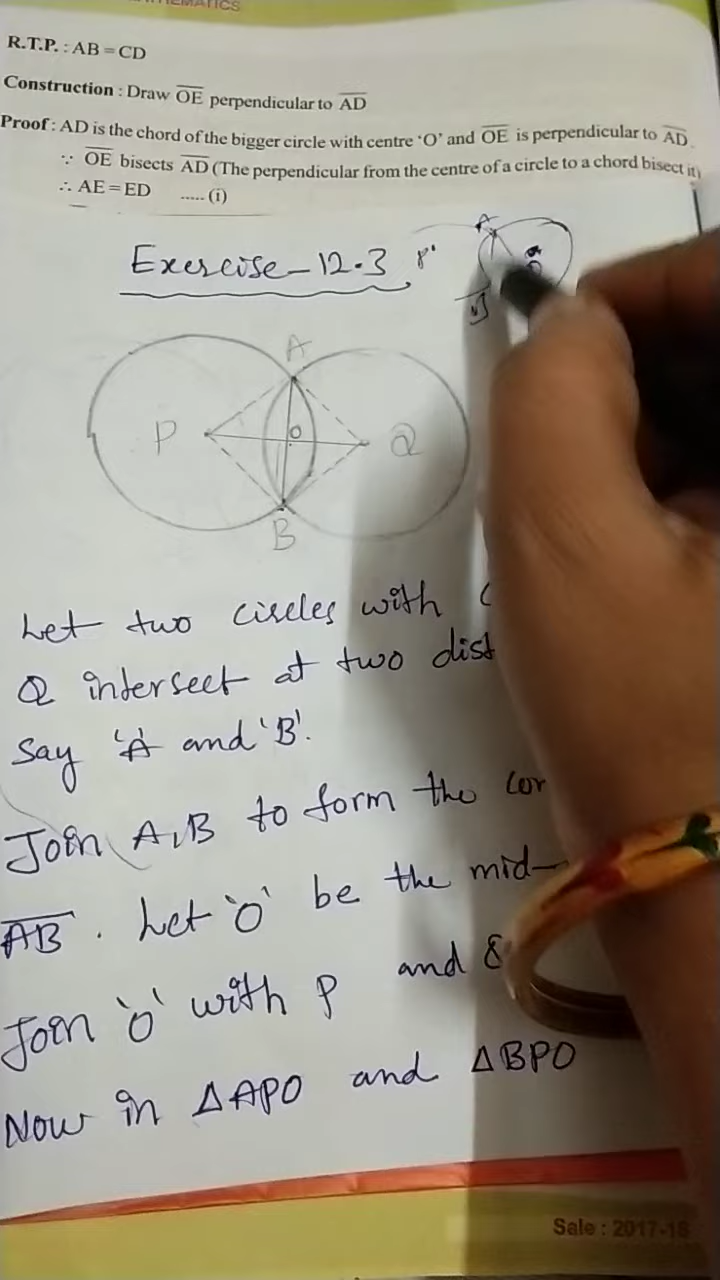 R.T.P. : AB = CD
Construction : Draw OE perpendicular to AD
Proof : AD is the chord of the bigger circle with centre ‘O’ and OE is perpendicular to AD.
∵ OE bisects AD (The perpendicular from the centre of a circle to a chord bisect it)
∴ AE = ED ..... (i)
Exercise - 12.3
A
A
P O Q
B
Let two circles with
Q intersect at two dist
say 'A' and 'B'.
Join A,B to form the
AB . Let 'O' be the mid-
Join 'O' with P and
Now in △APO and △BPO
Sale : 2017-18